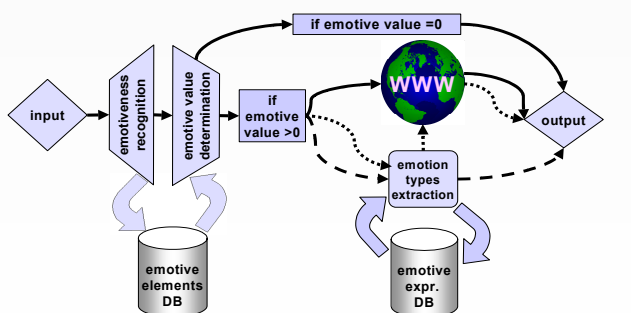 if emotive value =0
input
emotiveness
recognition
emotive value
determination
if
emotive
value >0
WWW
output
emotion
types
extraction
emotive
elements
DB
emotive
expr.
DB